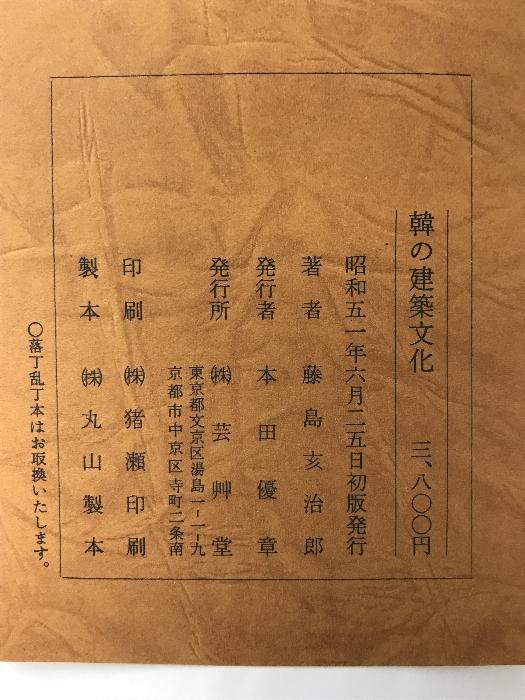 韓の建築文化　三、八〇〇円
昭和五一年六月二五日初版発行
著者　藤島亥治郎
発行者　本田優章
発行所　㈱芸艸堂
東京都文京区湯島一-一-九
京都市中京区寺町二条南
印刷　㈱猪瀬印刷
製本　㈱丸山製本
〇落丁乱丁本はお取換いたします。